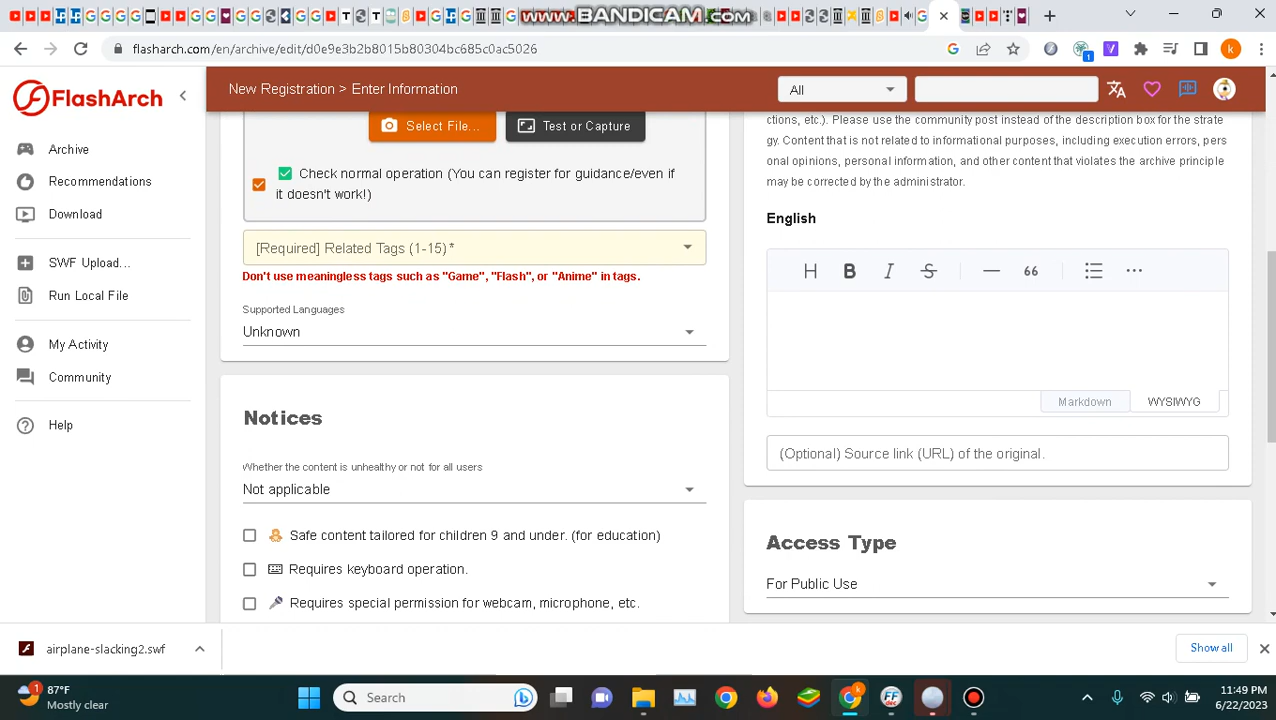 www.BANDICAM.com
flasharch.com/en/archive/edit/d0e9e3b2b8015b80304bc685c0ac5026
FlashArch
New Registration > Enter Information
All
Archive
Recommendations
Download
SWF Upload...
Run Local File
My Activity
Community
Help
Select File...
Test or Capture
Check normal operation (You can register for guidance/even if
it doesn't work!)
[Required] Related Tags (1-15)*
Don't use meaningless tags such as "Game", "Flash", or "Anime" in tags.
Supported Languages
Unknown
Notices
Whether the content is unhealthy or not for all users
Not applicable
Safe content tailored for children 9 and under. (for education)
Requires keyboard operation.
Requires special permission for webcam, microphone, etc.
ctions, etc.). Please use the community post instead of the description box for the strate
gy. Content that is not related to informational purposes, including execution errors, pers
onal opinions, personal information, and other content that violates the archive principle
may be corrected by the administrator.
English
H B I S 66
Markdown
WYSIWYG
(Optional) Source link (URL) of the original.
Access Type
For Public Use
airplane-slacking2.swf
Show all
87°F
Mostly clear
Search
11:49 PM
6/22/2023